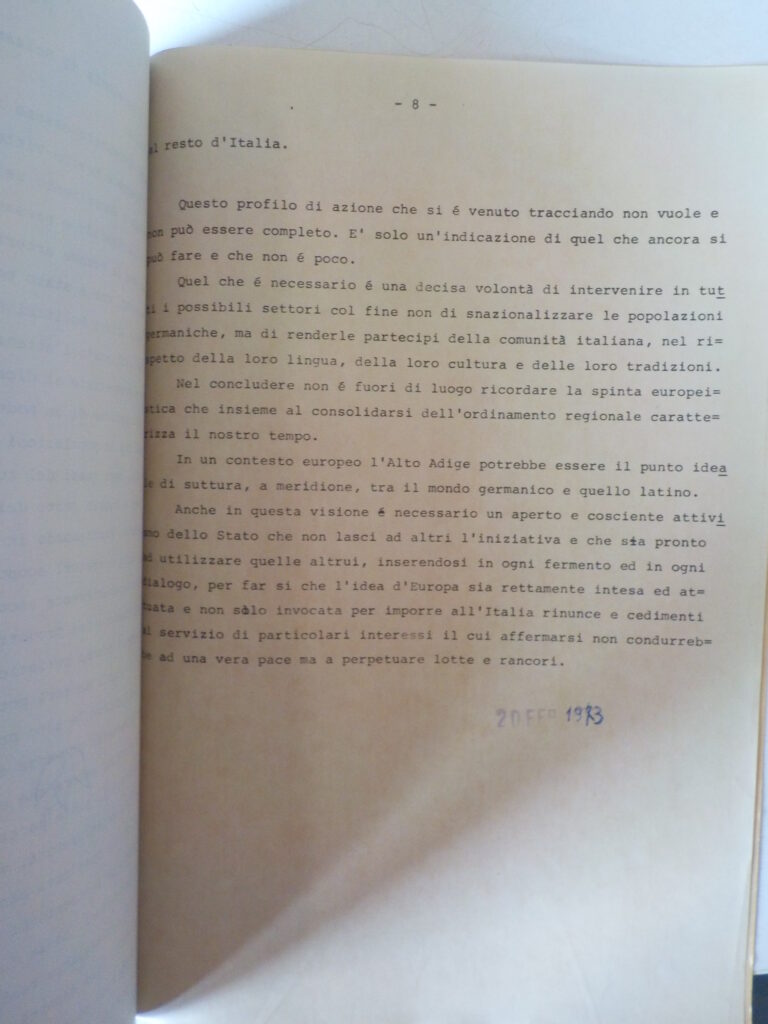 - 8 -
al resto d'Italia.
Questo profilo di azione che si é venuto tracciando non vuole e
non può essere completo. E' solo un'indicazione di quel che ancora si
può fare e che non é poco.
Quel che é necessario é una decisa volontà di intervenire in tut
ti i possibili settori col fine non di snazionalizzare le popolazioni
germaniche, ma di renderle partecipi della comunità italiana, nel ri=
spetto della loro lingua, della loro cultura e delle loro tradizioni.
Nel concludere non é fuori di luogo ricordare la spinta europei=
stica che insieme al consolidarsi dell'ordinamento regionale caratte=
rizza il nostro tempo.
In un contesto europeo l'Alto Adige potrebbe essere il punto idea
le di suttura, a meridione, tra il mondo germanico e quello latino.
Anche in questa visione é necessario un aperto e cosciente attivi
smo dello Stato che non lasci ad altri l'iniziativa e che sia pronto
ad utilizzare quelle altrui, inserendosi in ogni fermento ed in ogni
dialogo, per far si che l'idea d'Europa sia rettamente intesa ed at=
tuata e non sòlo invocata per imporre all'Italia rinunce e cedimenti
al servizio di particolari interessi il cui affermarsi non condurreb=
be ad una vera pace ma a perpetuare lotte e rancori.
20 FEB 1973